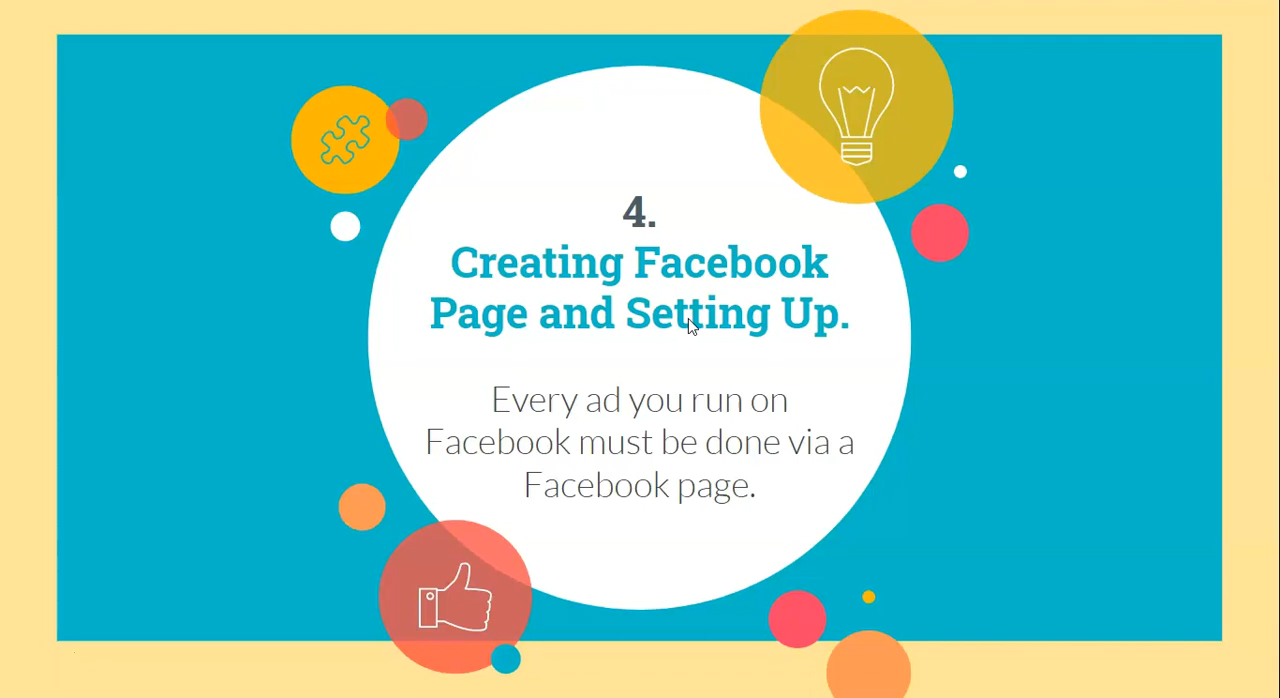 4.
Creating Facebook
Page and Setting Up.
Every ad you run on
Facebook must be done via a
Facebook page.